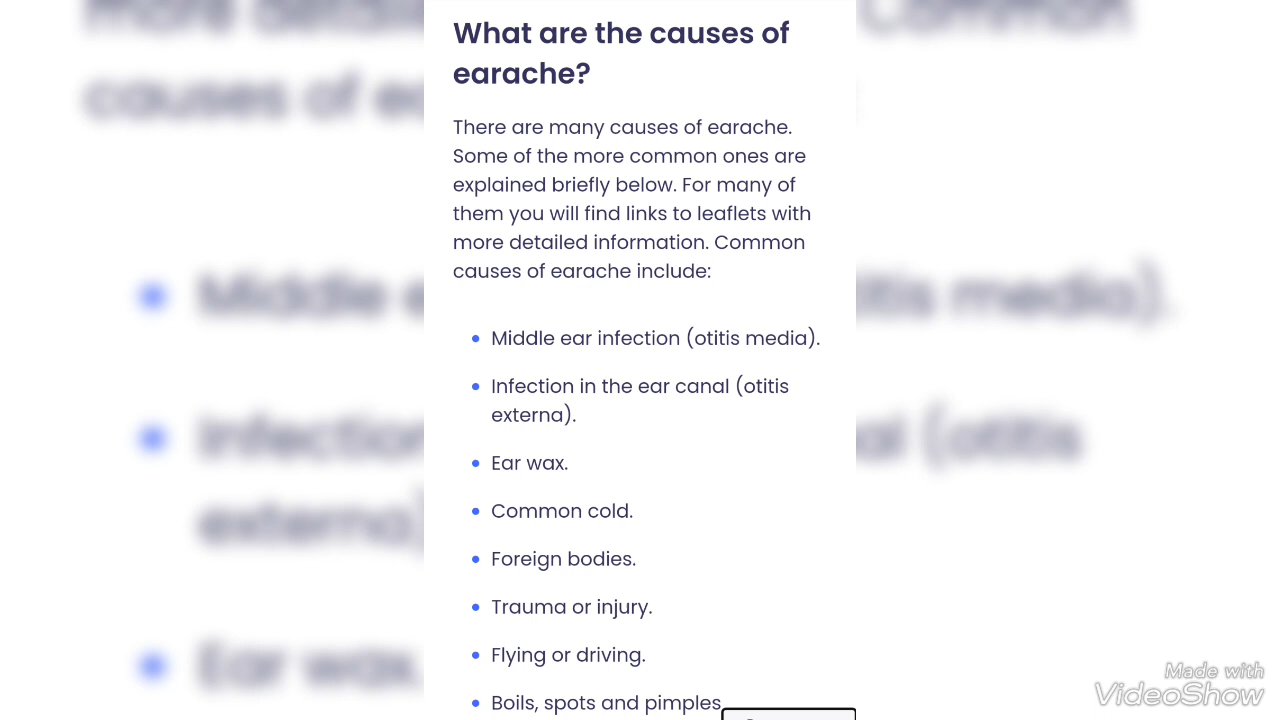 What are the causes of
earache?
There are many causes of earache.
Some of the more common ones are
explained briefly below. For many of
them you will find links to leaflets with
more detailed information. Common
causes of earache include:
Middle ear infection (otitis media).
Infection in the ear canal (otitis
externa).
Ear wax.
Common cold.
Foreign bodies.
Trauma or injury.
Flying or driving.
Boils, spots and pimples
Made with
VideoShow